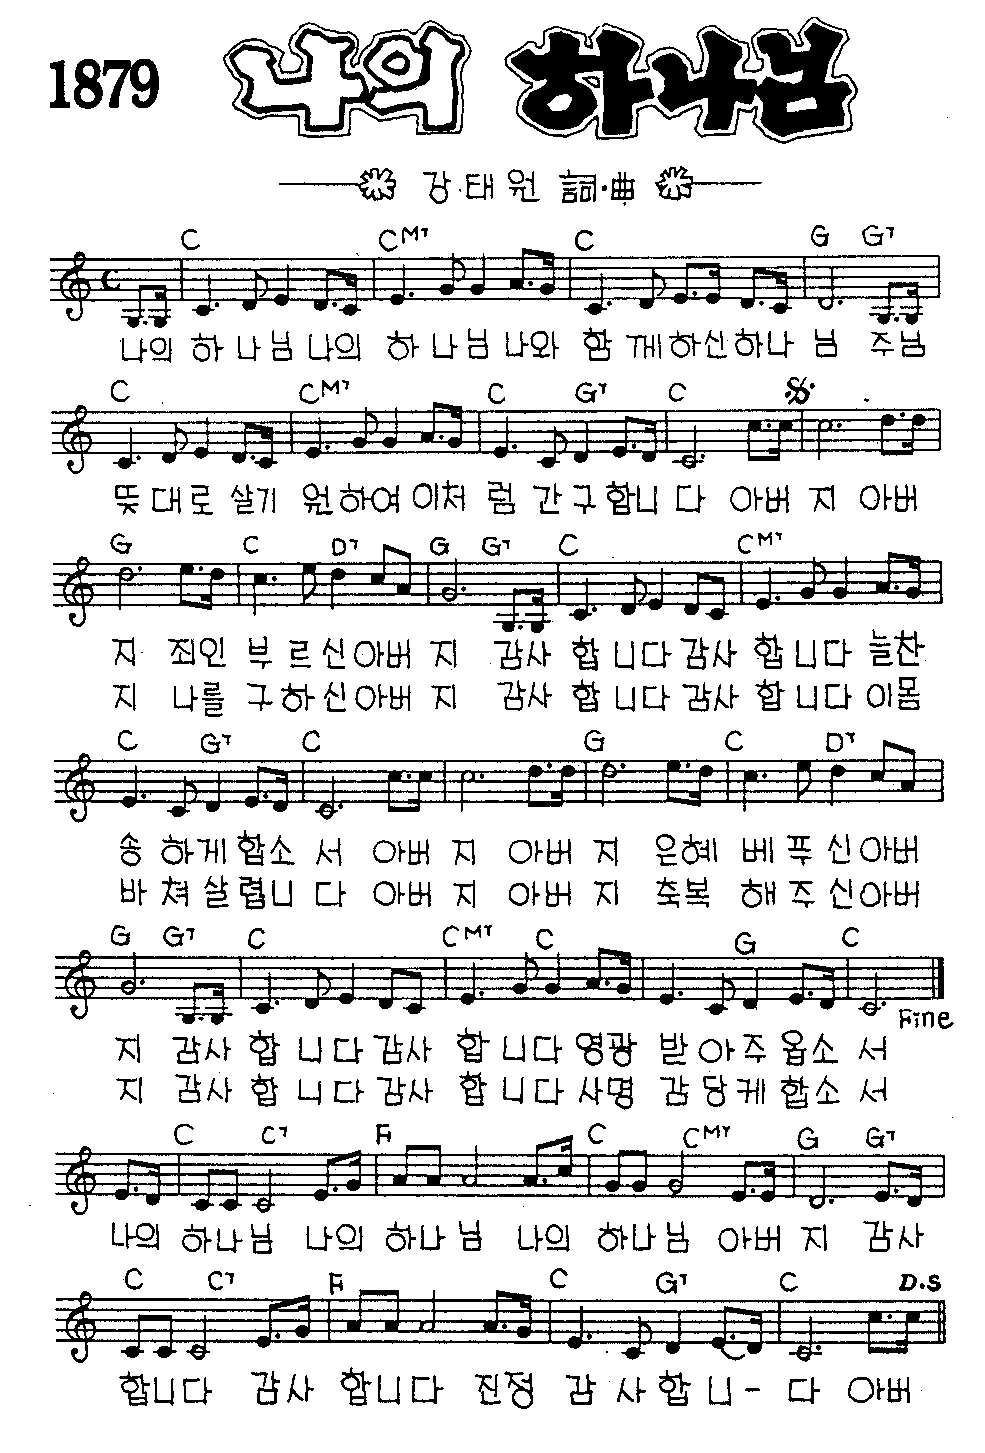 1879
나의 하나님
강·태원 詞·曲
C CM7 C G G7
나의 하 나님 나의 하 나님 나와 함 께하신하나 님 주님
C CM7 C G7 C
뜻 대로 살기 원하여 이처 럼 간 구합니 다 아버 지 아버
G C D7 G G7 C CM7
지 죄인 부 르 신아버 지 감사 합 니다 감사 합 니다 늘찬
지 나를 구 하 신아버 지 감사 합 니다 감사 합 니다 이몸
C G7 C G C D7
송 하게합소 서 아버 지 아버 지 은혜 베 푸 신아버
바 쳐 살렵니 다 아버 지 아버 지 축복 해 주 신아버
G G7 C CM7 C G C
지 감사 합 니다 감사 합 니다 영광 받 아주 옵소 서
Fine
지 감사 합 니다 감사 합 니다 사명 감 당케 합소 서
C C7 F C CM7 G G7
나의 하나님 나의 하나 님 나의 하나님 아버 지 감사
C C7 F C G7 C D.S
합니다 감사 합니다 진정 감 사합 니 - 다 아버